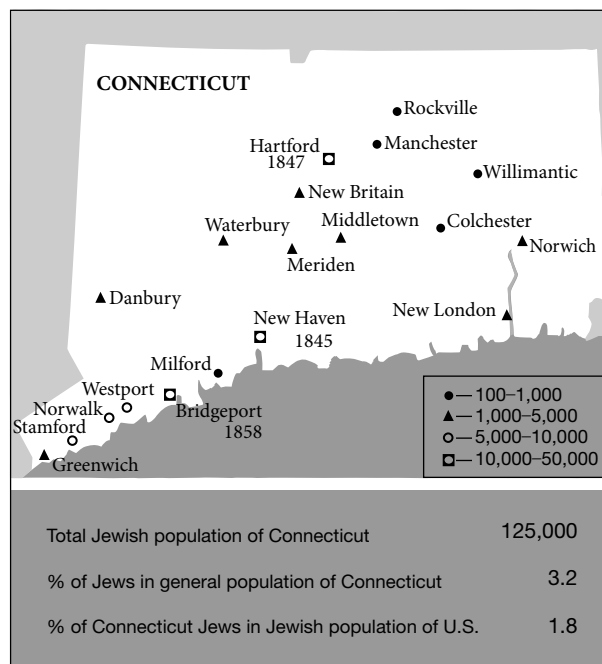 CONNECTICUT
Rockville
Hartford
1847
Manchester
Willimantic
New Britain
Waterbury
Middletown
Colchester
Meriden
Norwich
Danbury
New Haven
1845
New London
Milford
Westport
Norwalk
Stamford
Bridgeport
1858
Greenwich
100–1,000
1,000–5,000
5,000–10,000
10,000–50,000
Total Jewish population of Connecticut 125,000
% of Jews in general population of Connecticut 3.2
% of Connecticut Jews in Jewish population of U.S. 1.8